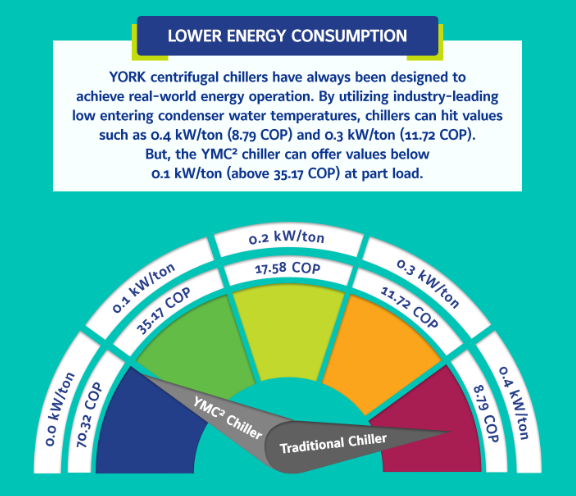 LOWER ENERGY CONSUMPTION
YORK centrifugal chillers have always been designed to
achieve real-world energy operation. By utilizing industry-leading
low entering condenser water temperatures, chillers can hit values
such as 0.4 kW/ton (8.79 COP) and 0.3 kW/ton (11.72 COP).
But, the YMC² chiller can offer values below
0.1 kW/ton (above 35.17 COP) at part load.
0.0 kW/ton
70.32 COP
0.1 kW/ton
35.17 COP
0.2 kW/ton
17.58 COP
0.3 kW/ton
11.72 COP
0.4 kW/ton
8.79 COP
YMC² Chiller
Traditional Chiller